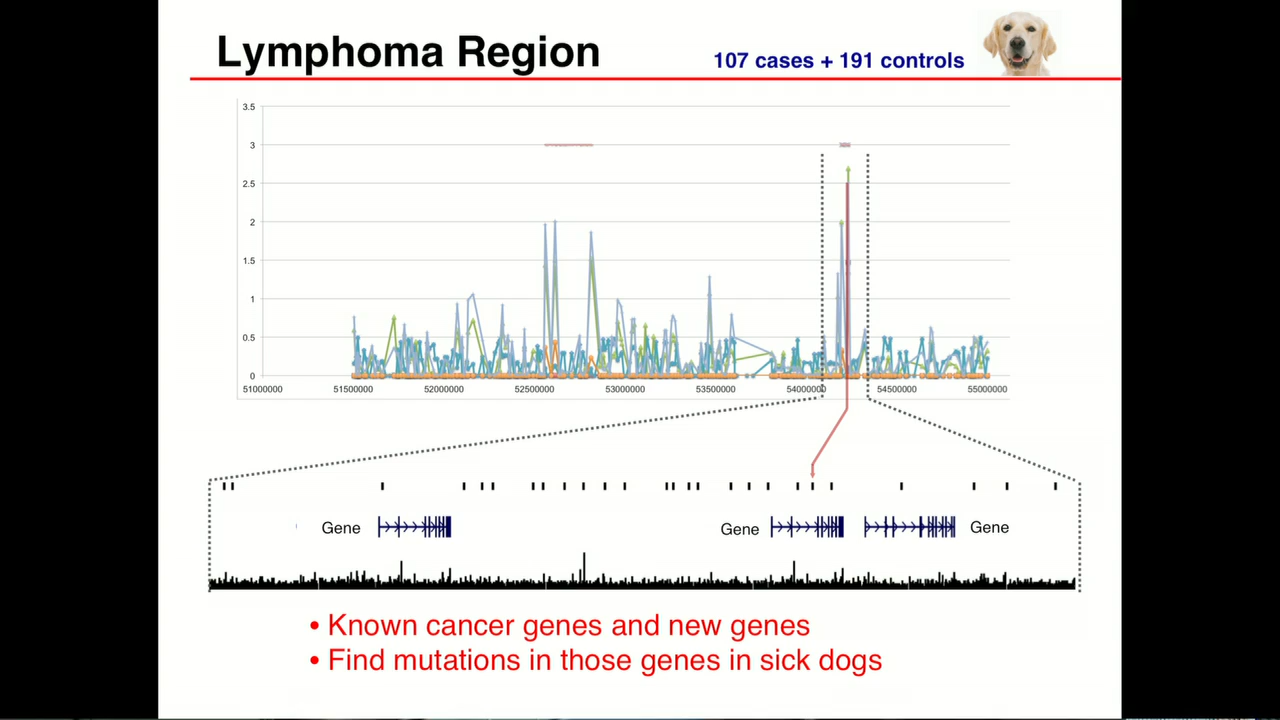 Lymphoma Region
107 cases + 191 controls
3.5
3
2.5
2
1.5
1
0.5
0
51000000 51500000 52000000 52500000 53000000 53500000 54000000 54500000 55000000
Gene Gene Gene
• Known cancer genes and new genes
• Find mutations in those genes in sick dogs